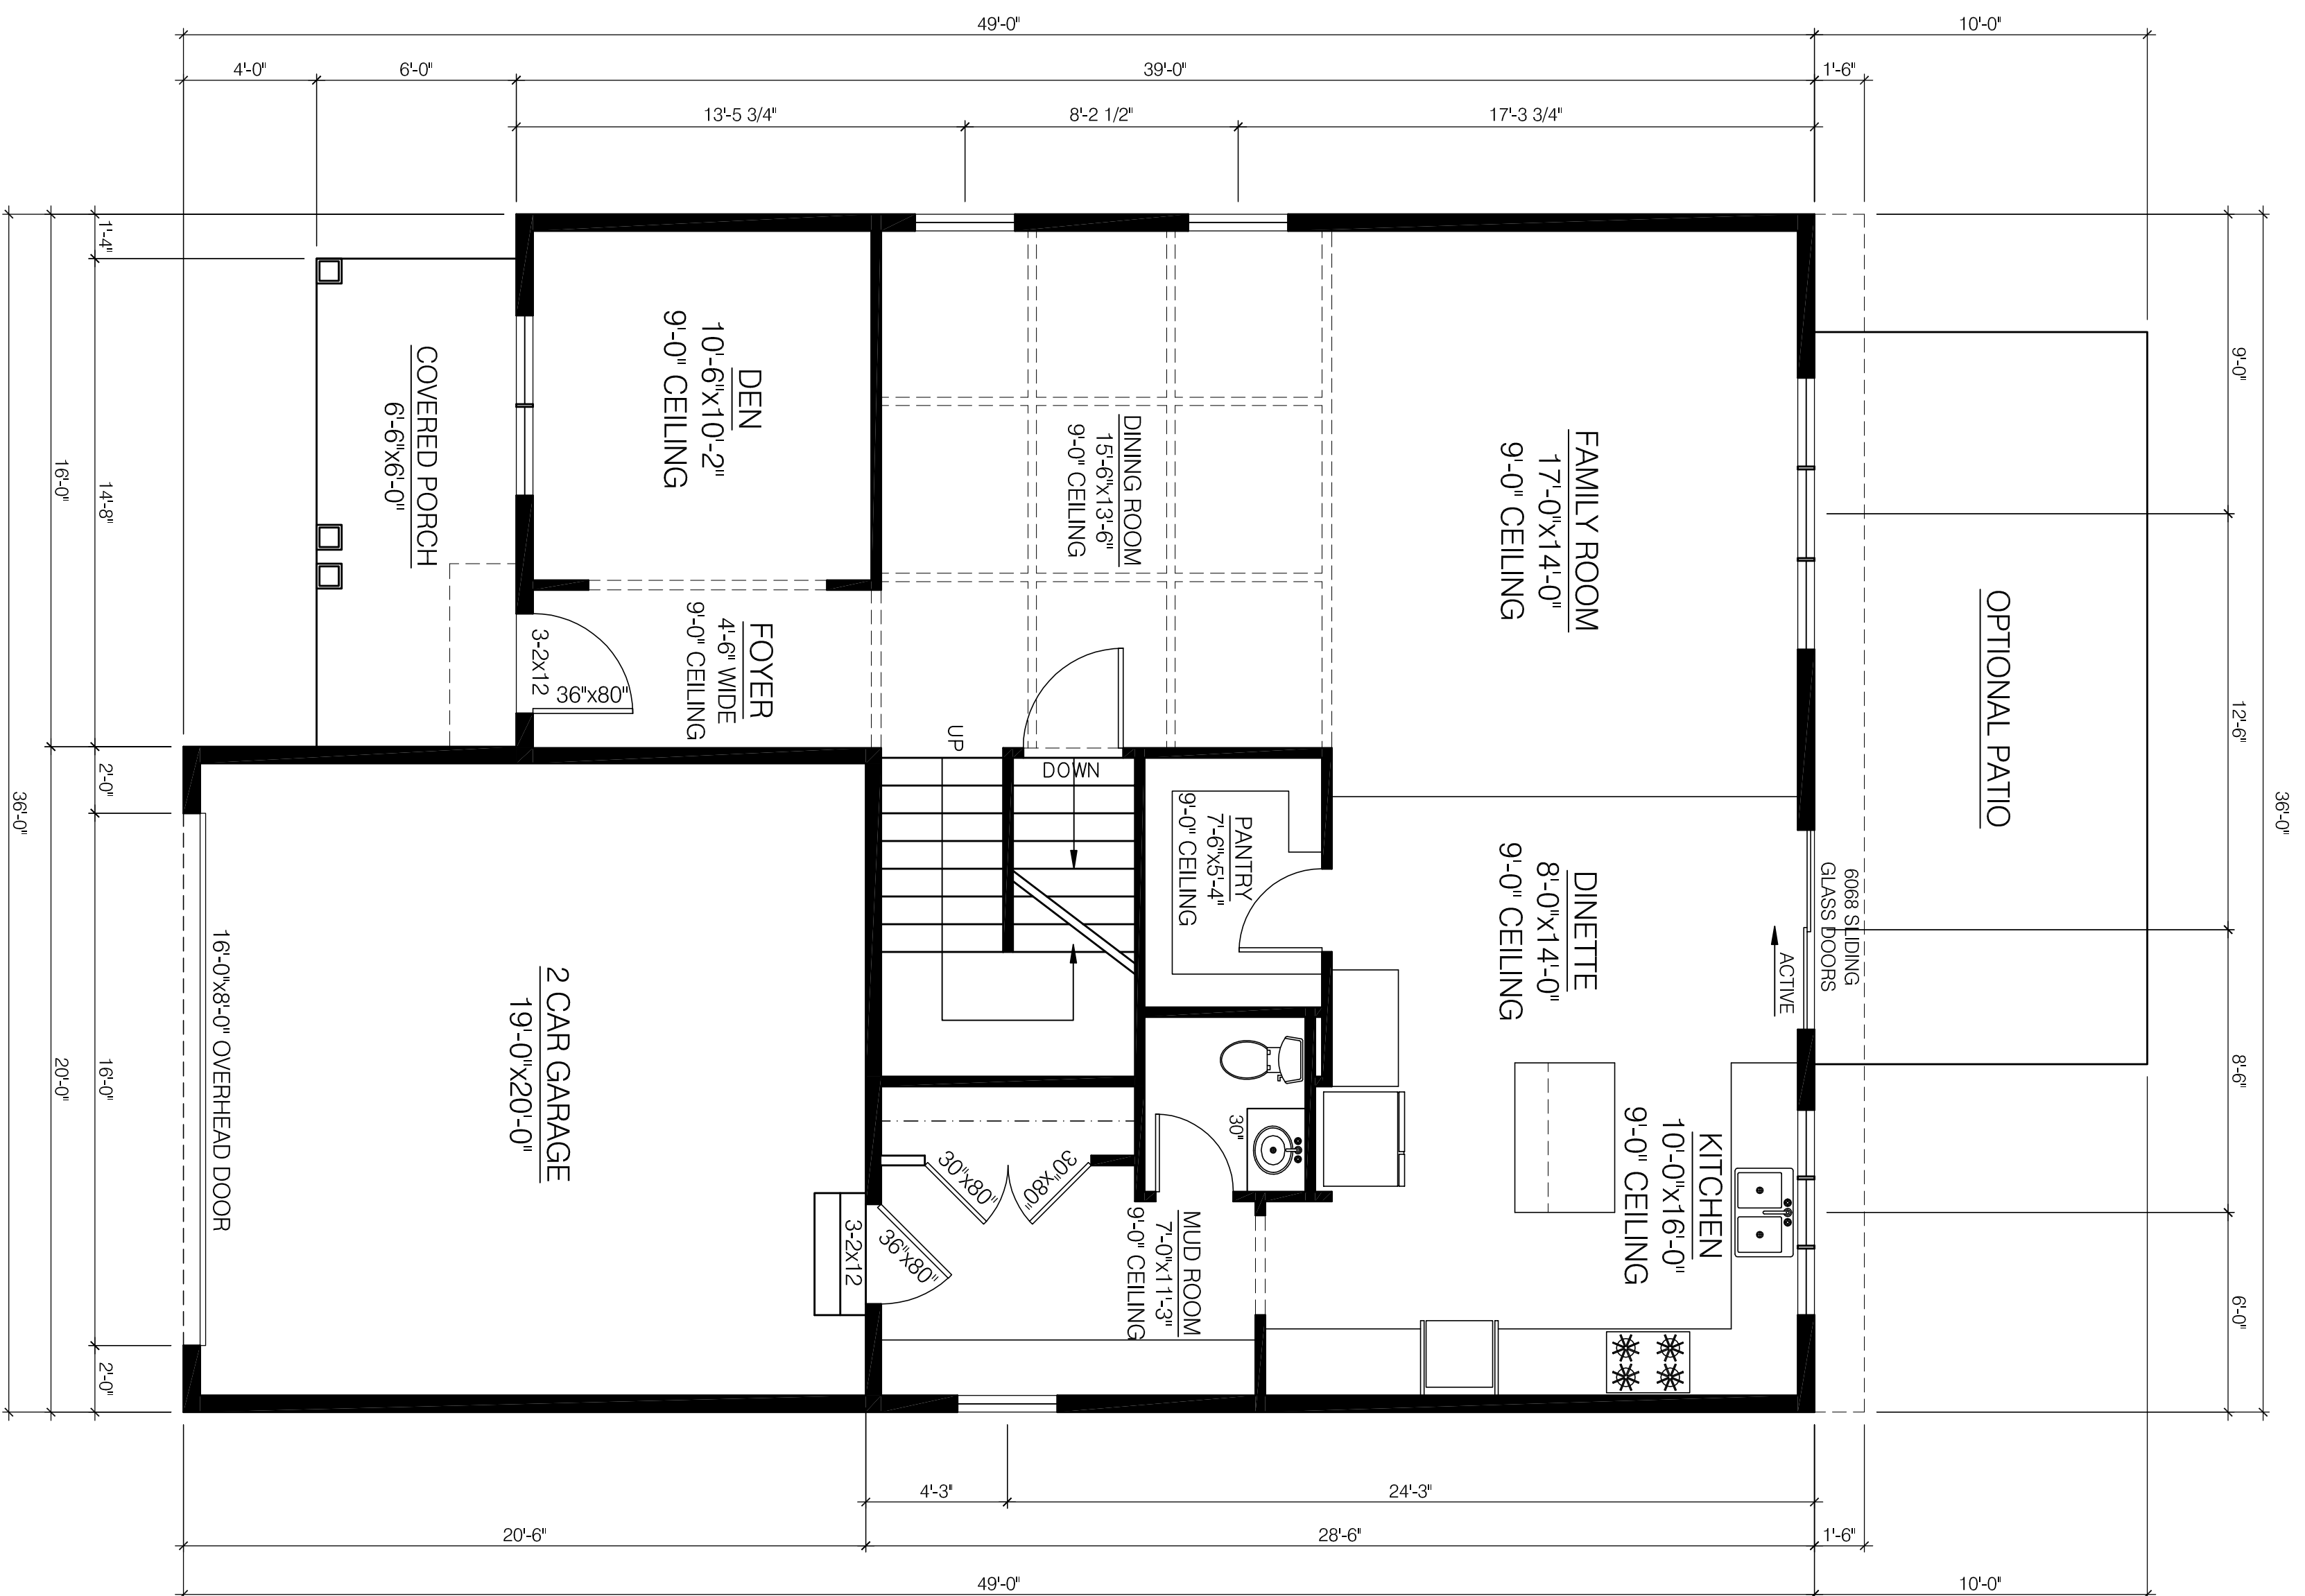 49'-0"
10'-0"
4'-0"
6'-0"
39'-0"
1'-6"
13'-5 3/4"
8'-2 1/2"
17'-3 3/4"
36'-0"
16'-0"
20'-0"
1'-4"
14'-8"
2'-0"
16'-0"
2'-0"
COVERED PORCH
6'-6"x6'-0"
DEN
10'-6"x10'-2"
9'-0" CEILING
FOYER
4'-6" WIDE
9'-0" CEILING
3-2x12
36"x80"
DINING ROOM
15'-6"x13'-6"
9'-0" CEILING
FAMILY ROOM
17'-0"x14'-0"
9'-0" CEILING
OPTIONAL PATIO
UP
DOWN
PANTRY
7'-6"x5'-4"
9'-0" CEILING
DINETTE
8'-0"x14'-0"
9'-0" CEILING
6068 SLIDING
GLASS DOORS
ACTIVE
2 CAR GARAGE
19'-0"x20'-0"
16'-0"x8'-0" OVERHEAD DOOR
30"
30"x80"
30"x80"
3-2x12
36"x80"
MUD ROOM
7'-0"x11'-3"
9'-0" CEILING
KITCHEN
10'-0"x16'-0"
9'-0" CEILING
9'-0"
12'-6"
8'-6"
6'-0"
36'-0"
4'-3"
24'-3"
20'-6"
28'-6"
1'-6"
49'-0"
10'-0"